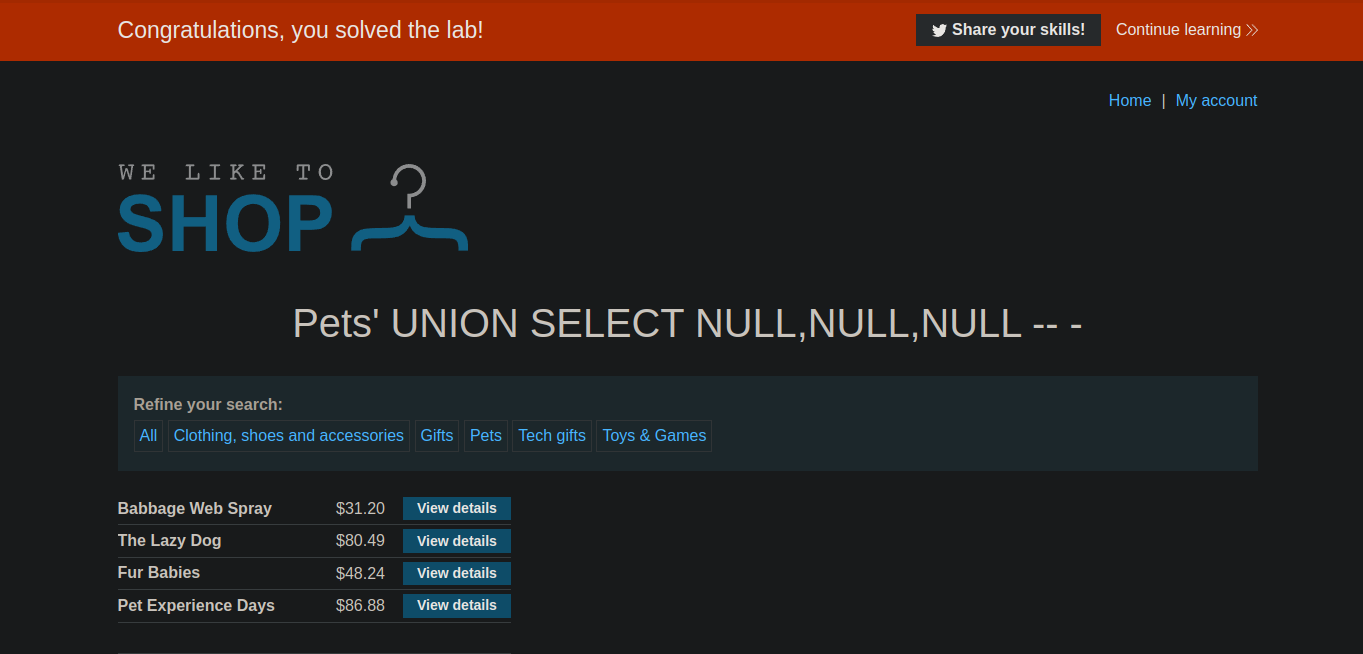 Congratulations, you solved the lab!
Share your skills!
Continue learning
Home | My account
WE LIKE TO
SHOP
Pets' UNION SELECT NULL,NULL,NULL -- -
Refine your search:
All
Clothing, shoes and accessories
Gifts
Pets
Tech gifts
Toys & Games
Babbage Web Spray $31.20 View details
The Lazy Dog $80.49 View details
Fur Babies $48.24 View details
Pet Experience Days $86.88 View details